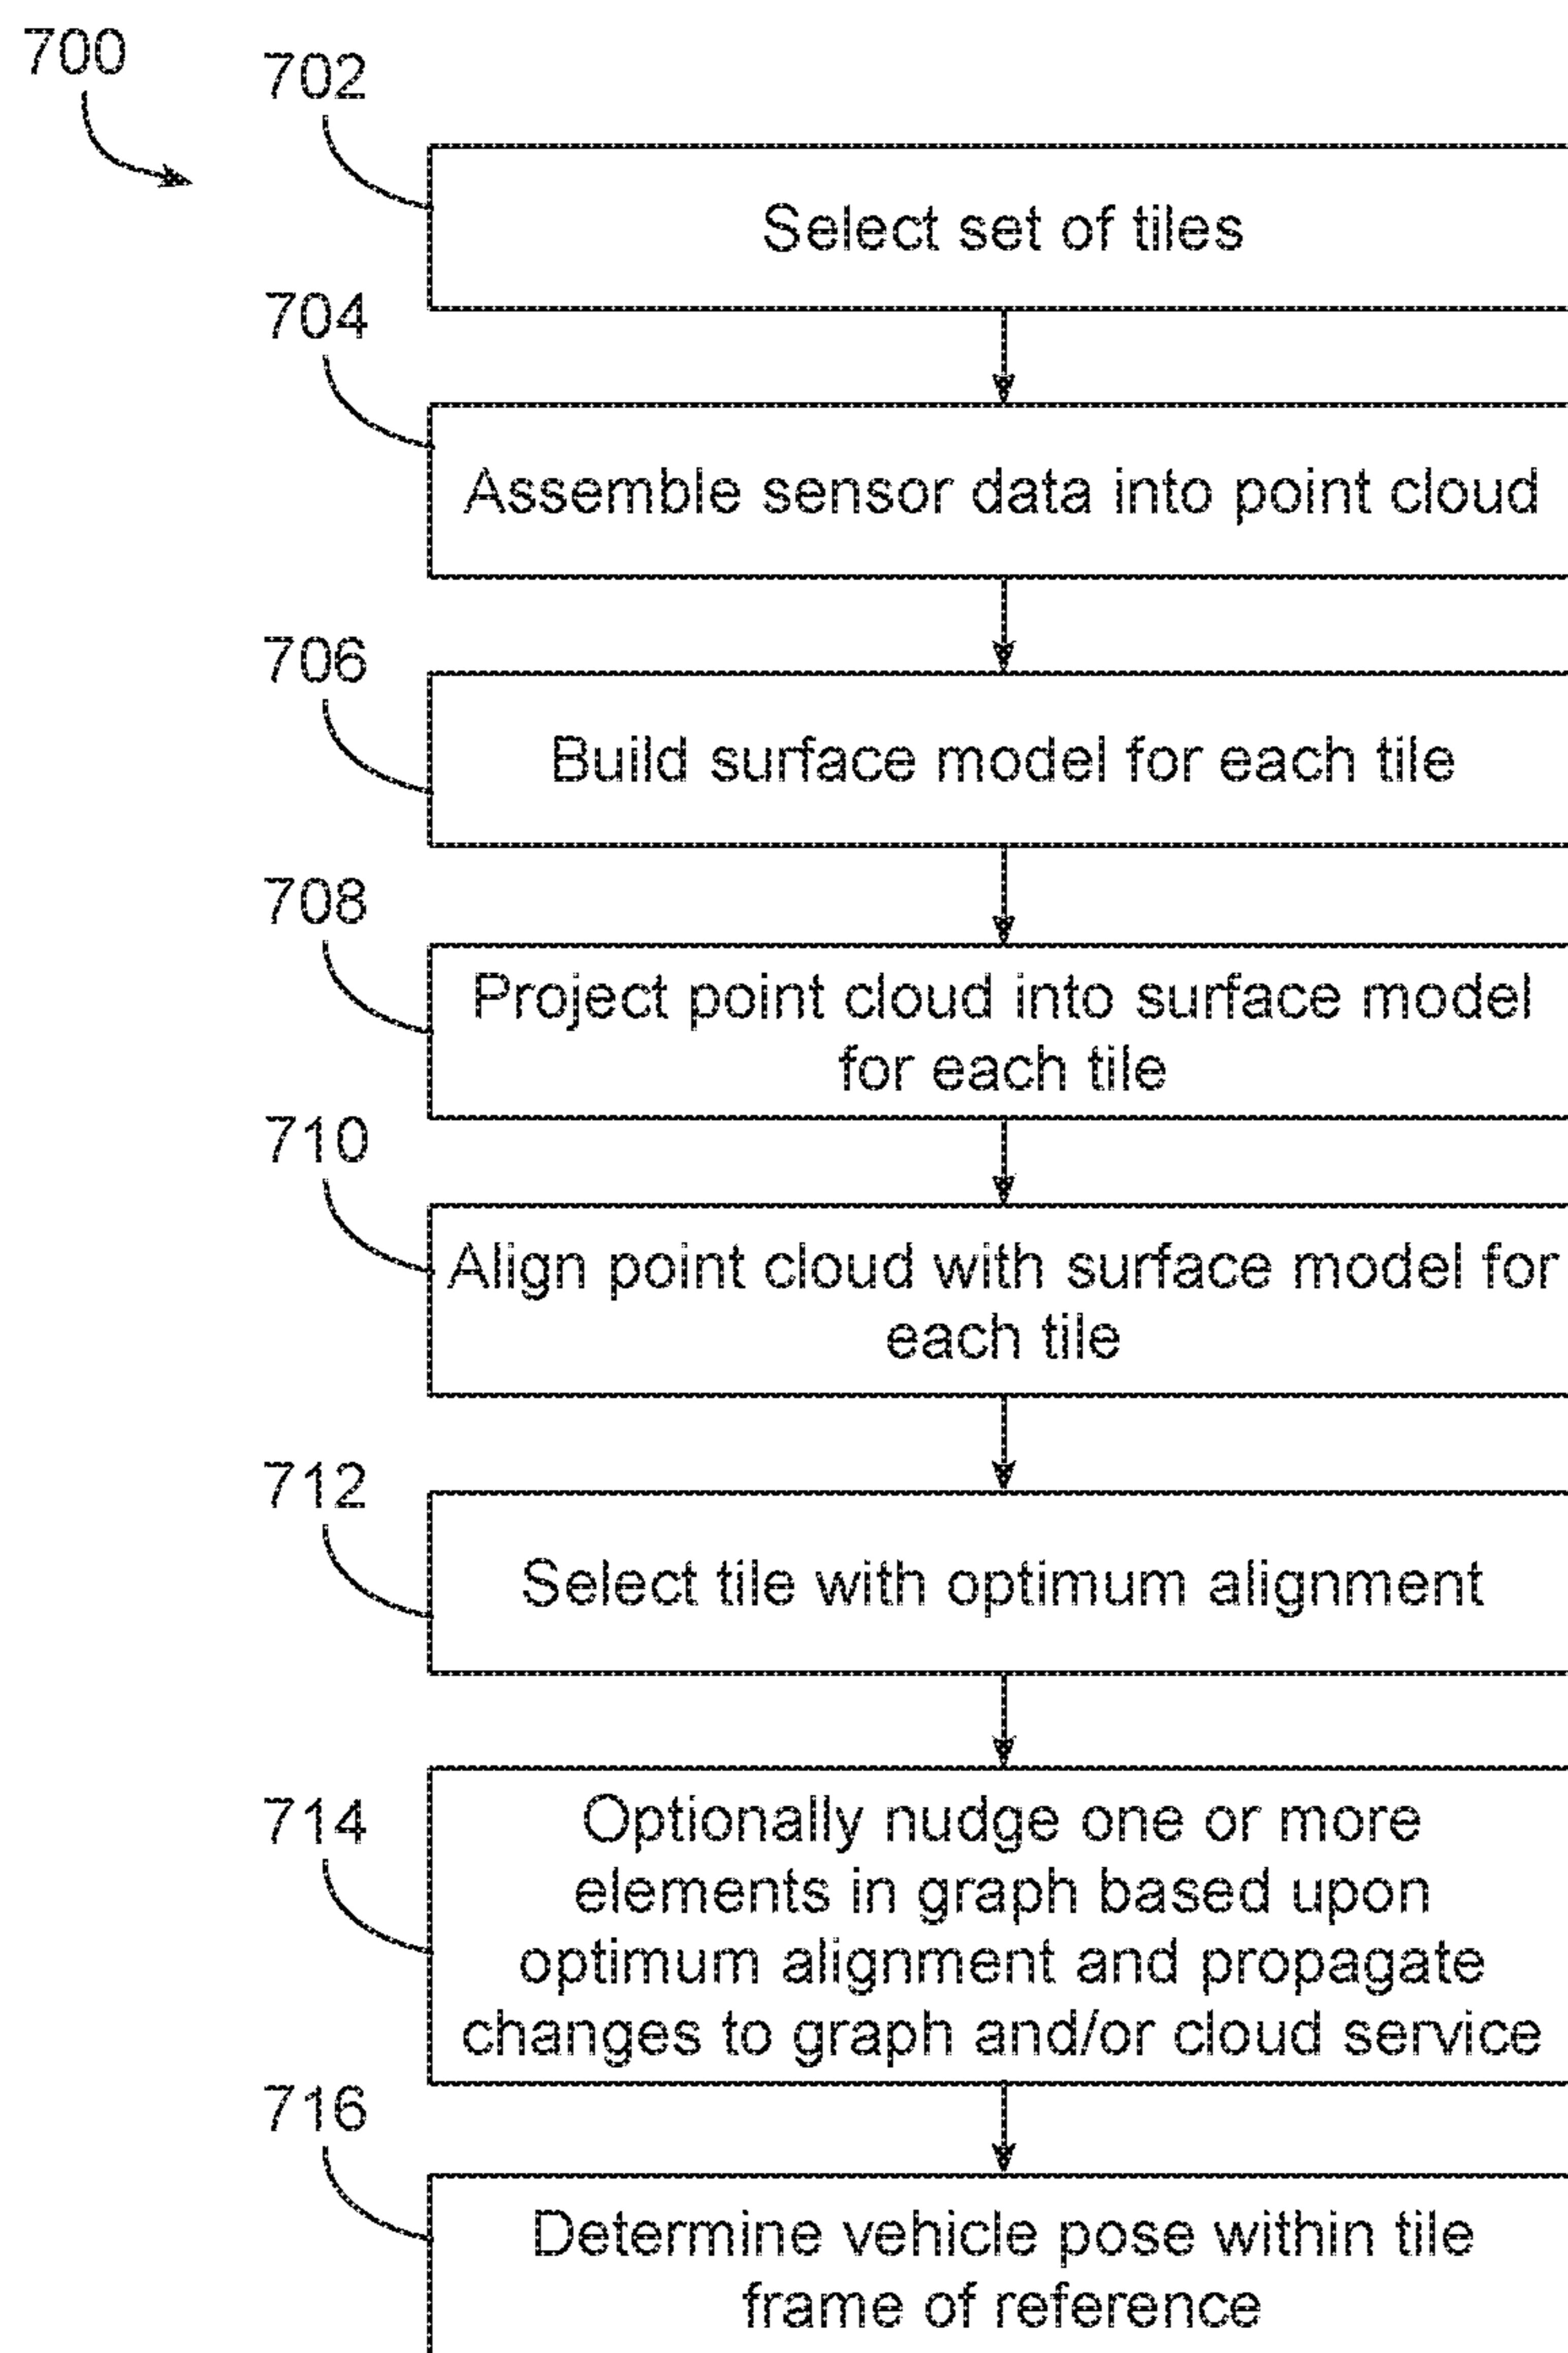 700
702
Select set of tiles
704
Assemble sensor data into point cloud
706
Build surface model for each tile
708
Project point cloud into surface model
for each tile
710
Align point cloud with surface model for
each tile
712
Select tile with optimum alignment
714
Optionally nudge one or more
elements in graph based upon
optimum alignment and propagate
changes to graph and/or cloud service
716
Determine vehicle pose within tile
frame of reference